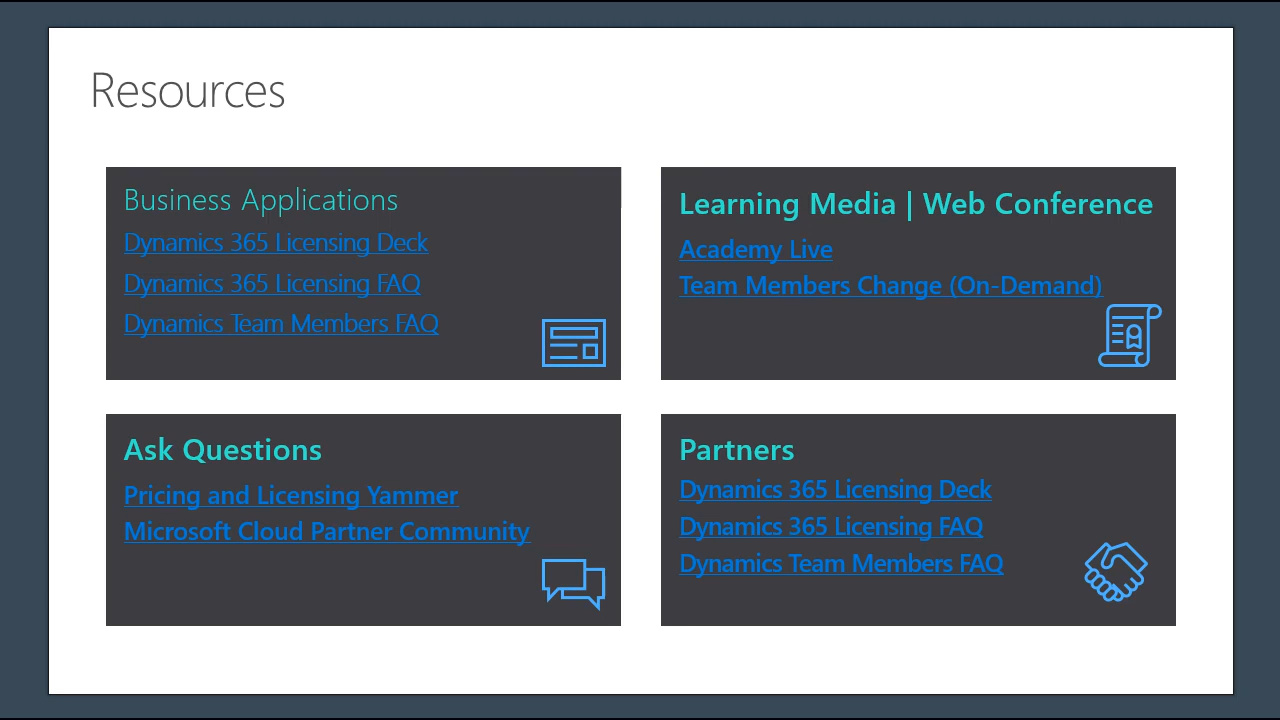 Resources
Business Applications
Dynamics 365 Licensing Deck
Dynamics 365 Licensing FAQ
Dynamics Team Members FAQ
Learning Media | Web Conference
Academy Live
Team Members Change (On-Demand)
Ask Questions
Pricing and Licensing Yammer
Microsoft Cloud Partner Community
Partners
Dynamics 365 Licensing Deck
Dynamics 365 Licensing FAQ
Dynamics Team Members FAQ